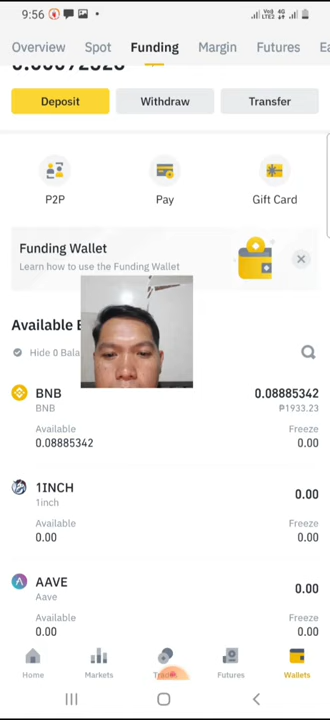 9:56
Overview Spot Funding Margin Futures
Deposit Withdraw Transfer
P2P Pay Gift Card
Funding Wallet
Learn how to use the Funding Wallet
Available
Hide 0
BNB 0.08885342
BNB ₱1933.23
Available Freeze
0.08885342 0.00
1INCH 0.00
1inch
Available Freeze
0.00 0.00
AAVE 0.00
Aave
Available Freeze
0.00 0.00
Home Markets Trades Futures Wallets